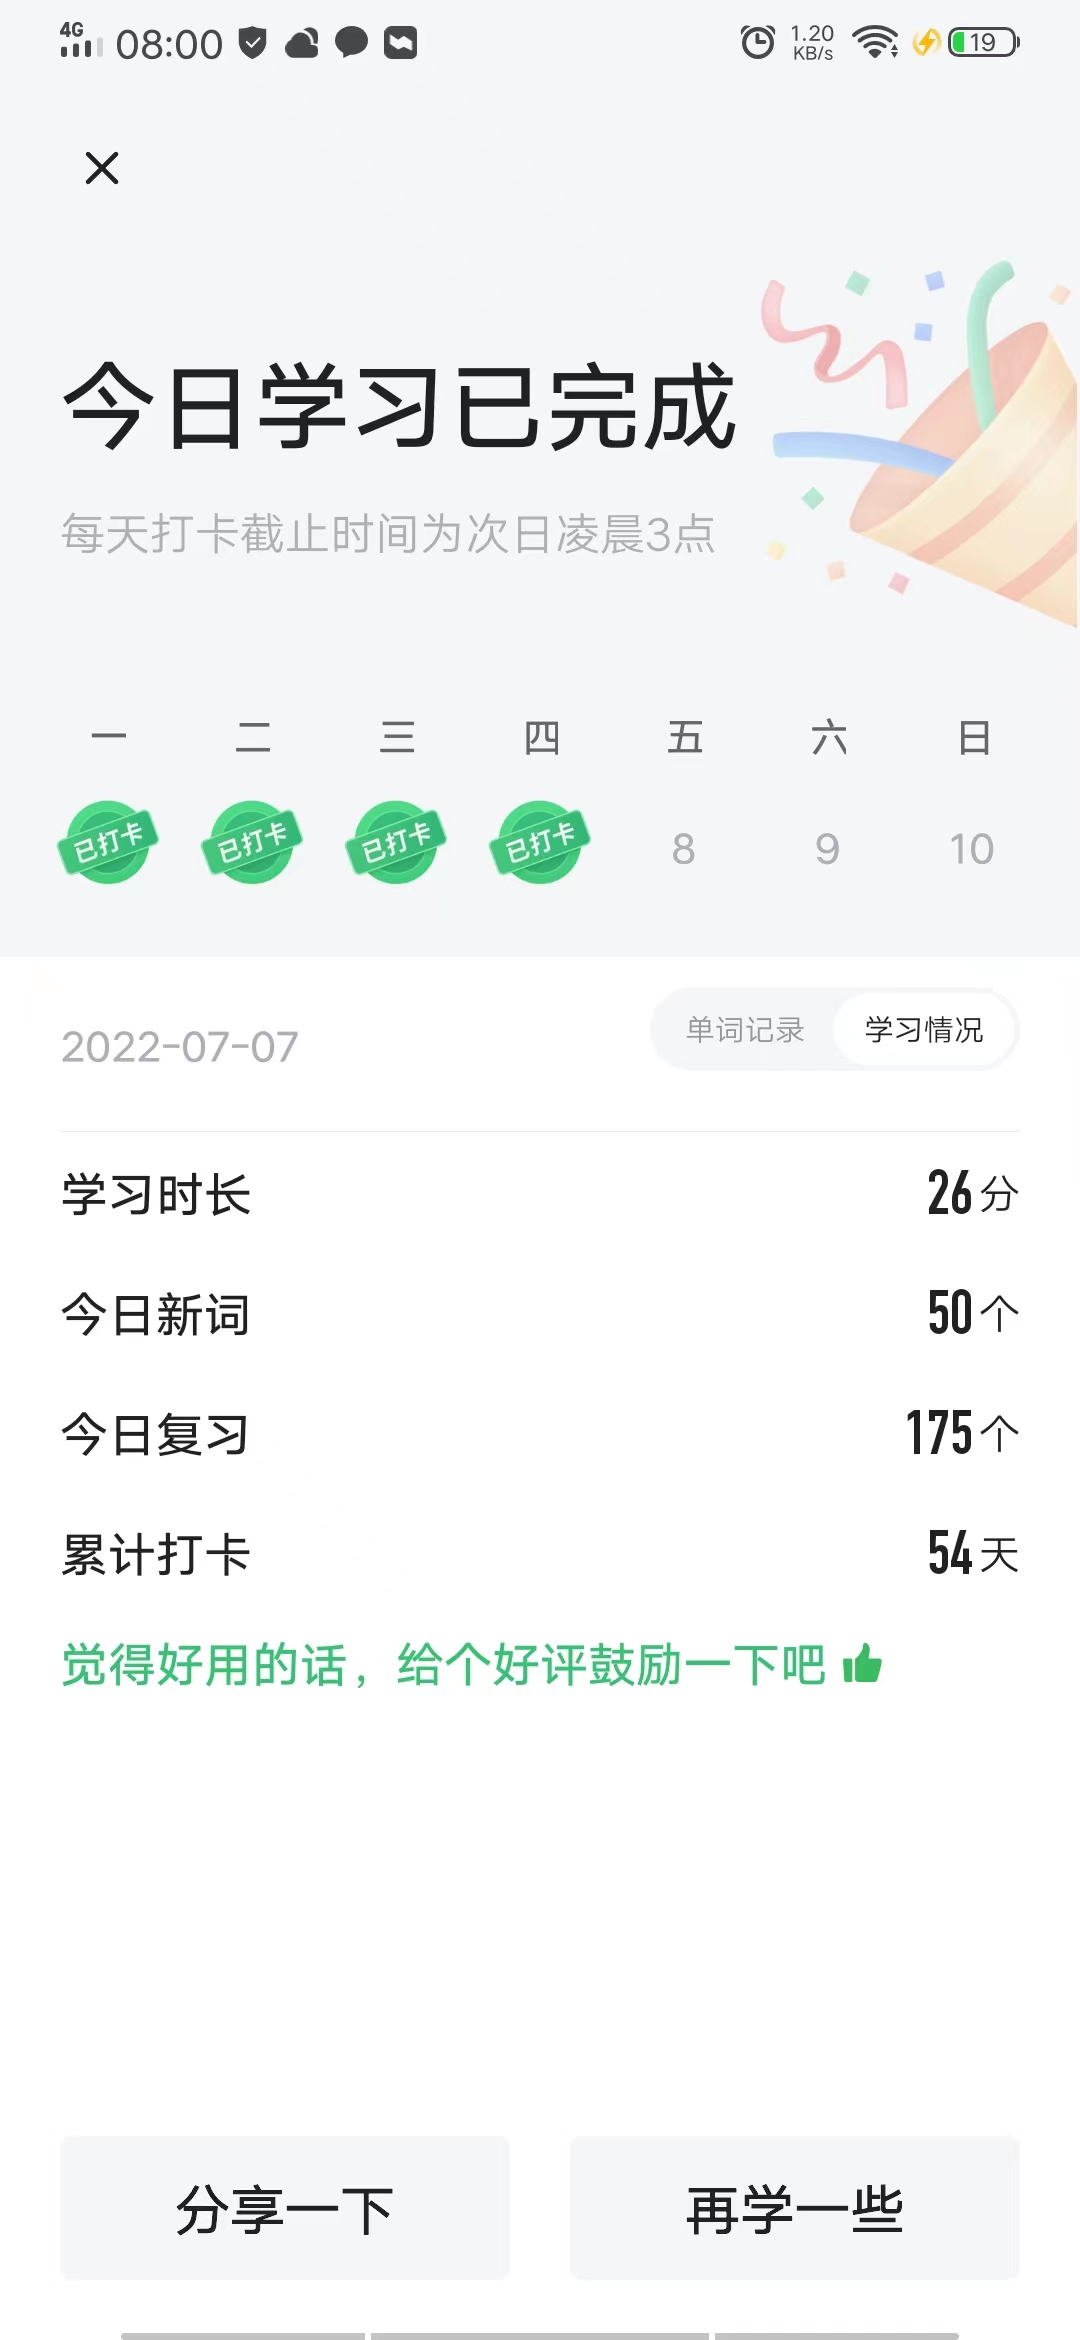 4G 08:00 1.20 KB/s 19
今日学习已完成
每天打卡截止时间为次日凌晨3点
一 二 三 四 五 六 日
已打卡 已打卡 已打卡 已打卡 8 9 10
2022-07-07 单词记录 学习情况
学习时长 26分
今日新词 50个
今日复习 175个
累计打卡 54天
觉得好用的话，给个好评鼓励一下吧
分享一下 再学一些